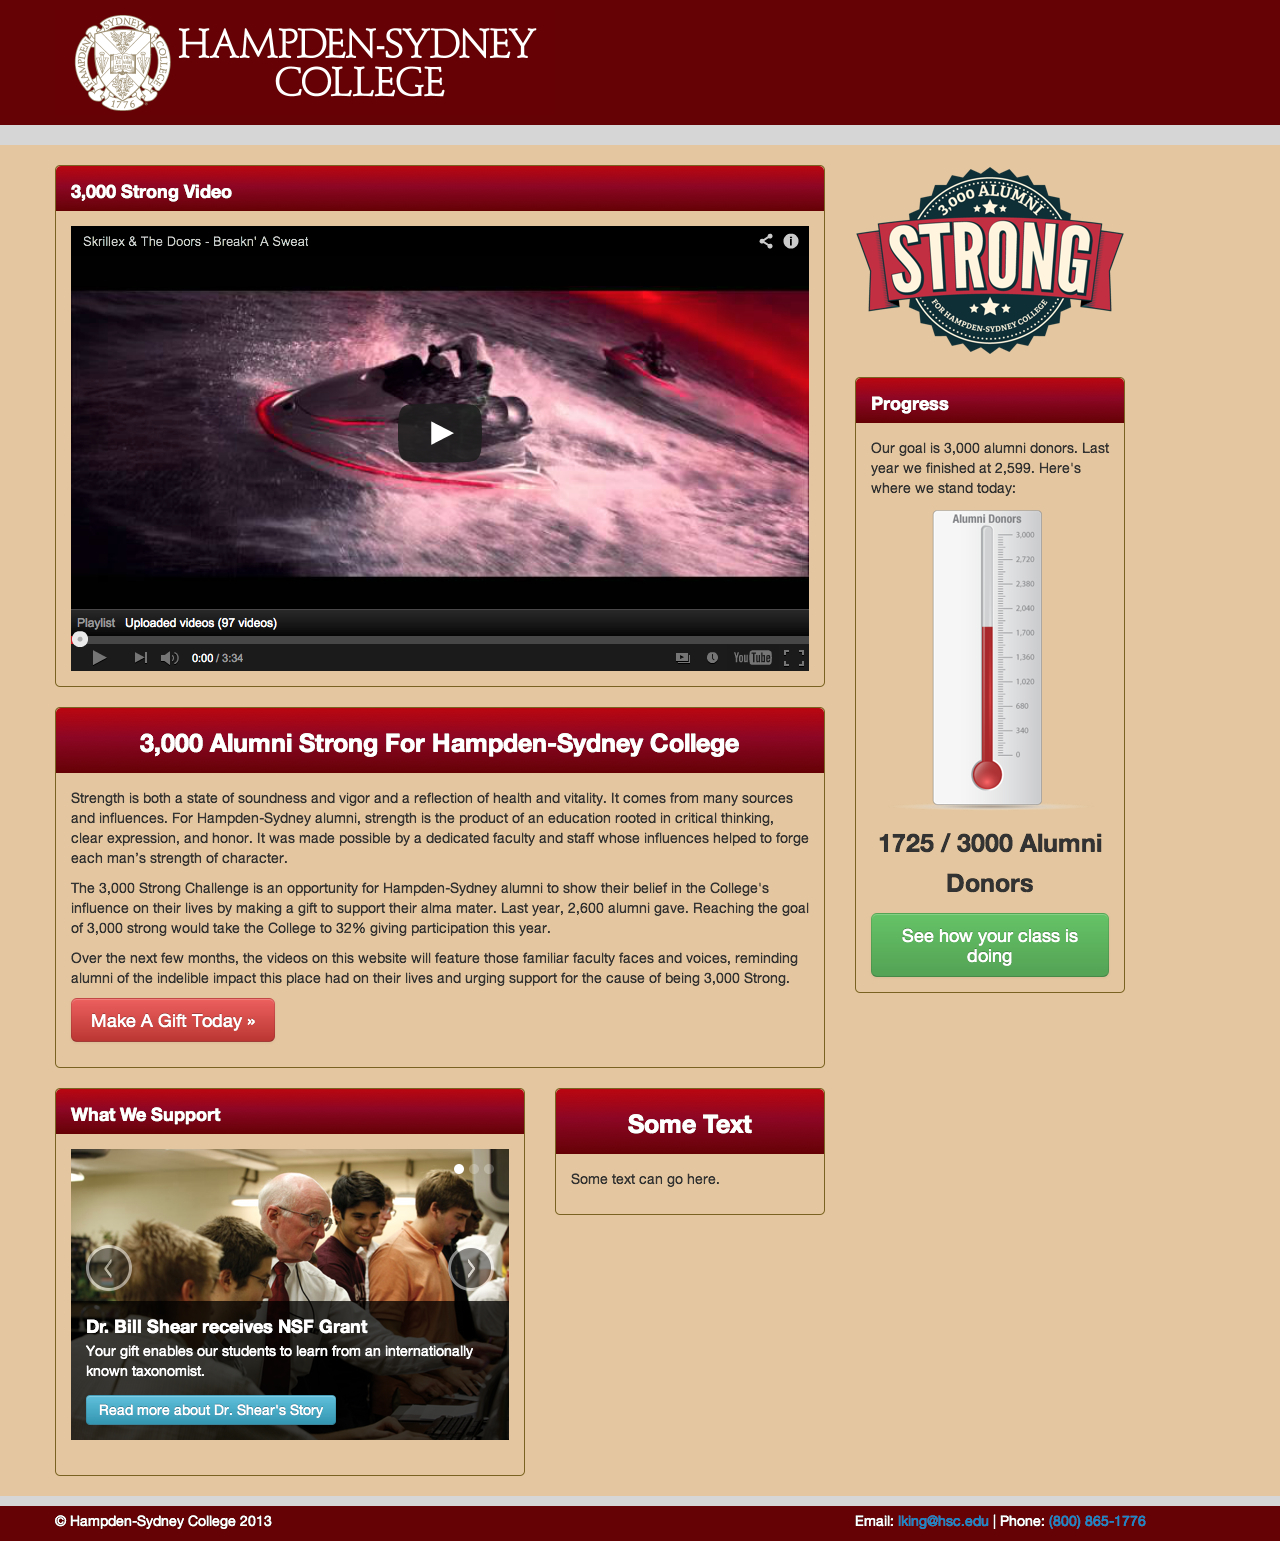 HAMPDEN-SYDNEY
COLLEGE
HAMPDEN SYDNEY COLLEGE
1776
3,000 Strong Video
Skrillex & The Doors - Breakn' A Sweat
Playlist Uploaded videos (97 videos)
0:00 / 3:34
YouTube
3,000 ALUMNI
STRONG
FOR HAMPDEN-SYDNEY COLLEGE
Progress
Our goal is 3,000 alumni donors. Last
year we finished at 2,599. Here's
where we stand today:
Alumni Donors
3,000
2,720
2,380
2,040
1,700
1,360
1,020
680
340
0
1725 / 3000 Alumni
Donors
See how your class is
doing
3,000 Alumni Strong For Hampden-Sydney College
Strength is both a state of soundness and vigor and a reflection of health and vitality. It comes from many sources
and influences. For Hampden-Sydney alumni, strength is the product of an education rooted in critical thinking,
clear expression, and honor. It was made possible by a dedicated faculty and staff whose influences helped to forge
each man's strength of character.
The 3,000 Strong Challenge is an opportunity for Hampden-Sydney alumni to show their belief in the College's
influence on their lives by making a gift to support their alma mater. Last year, 2,600 alumni gave. Reaching the goal
of 3,000 strong would take the College to 32% giving participation this year.
Over the next few months, the videos on this website will feature those familiar faculty faces and voices, reminding
alumni of the indelible impact this place had on their lives and urging support for the cause of being 3,000 Strong.
Make A Gift Today »
What We Support
Dr. Bill Shear receives NSF Grant
Your gift enables our students to learn from an internationally
known taxonomist.
Read more about Dr. Shear's Story
Some Text
Some text can go here.
© Hampden-Sydney College 2013
Email: lking@hsc.edu | Phone: (800) 865-1776